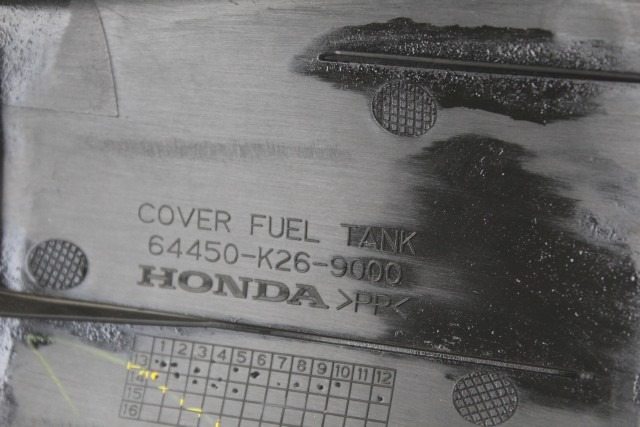 COVER FUEL TANK
64450-K26-9000
HONDA >PP<
1 2 3 4 5 6 7 8 9 10 11 12
13
14
15
16